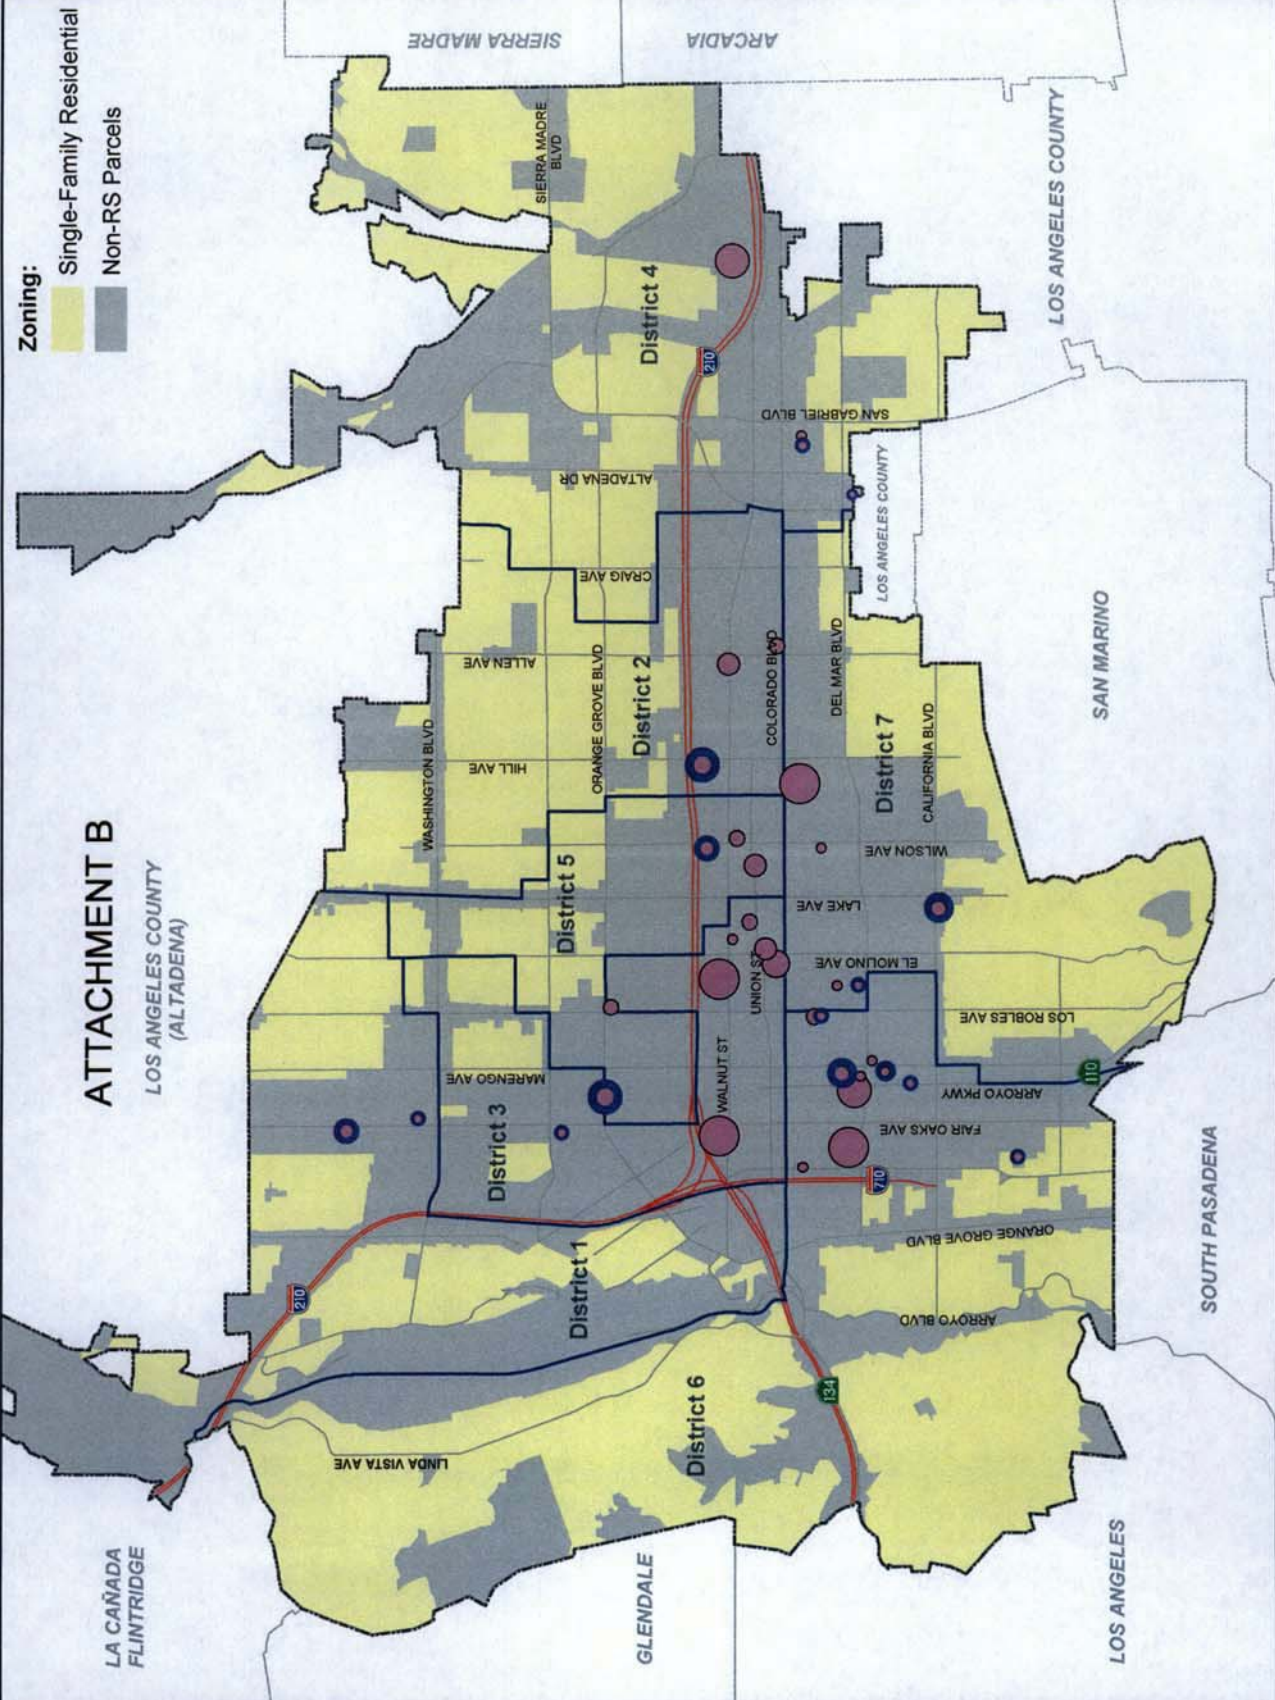 ATTACHMENT B
Zoning:
Single-Family Residential
Non-RS Parcels
LA CAÑADA
FLINTRIDGE
LOS ANGELES COUNTY
(ALTADENA)
SIERRA MADRE
ARCADIA
210
LINDA VISTA AVE
WASHINGTON BLVD
MARENGO AVE
HILL AVE
ALLEN AVE
ALTADENA DR
SIERRA MADRE
BLVD
District 3
District 1
District 5
ORANGE GROVE BLVD
CRAIG AVE
District 2
District 4
GLENDALE
District 6
210
WALNUT ST
UNION ST
COLORADO BLVD
SAN GABRIEL BLVD
134
710
DEL MAR BLVD
EL MOLINO AVE
LAKE AVE
WILSON AVE
District 7
LOS ANGELES COUNTY
ORANGE GROVE BLVD
ARROYO BLVD
FAIR OAKS AVE
ARROYO PKWY
CALIFORNIA BLVD
LOS ROBLES AVE
110
LOS ANGELES COUNTY
SAN MARINO
LOS ANGELES
SOUTH PASADENA